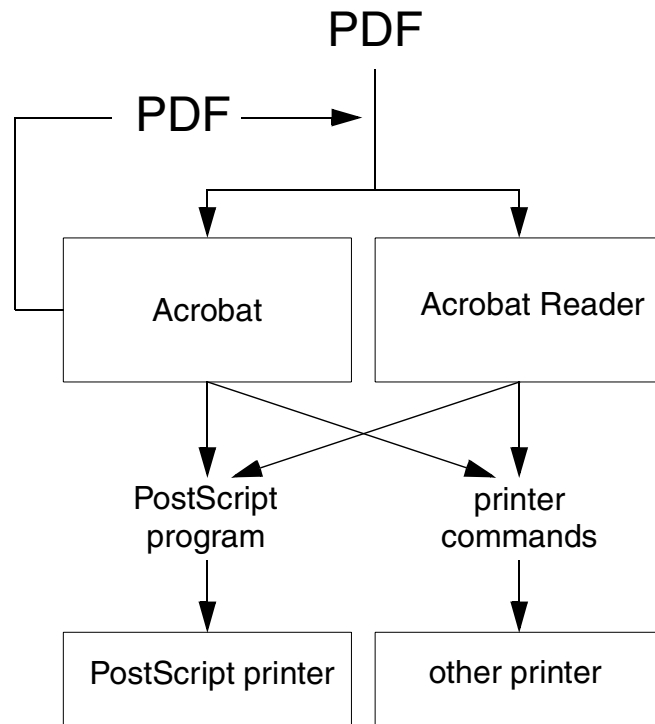 PDF
PDF
Acrobat
Acrobat Reader
PostScript
program
printer
commands
PostScript printer
other printer